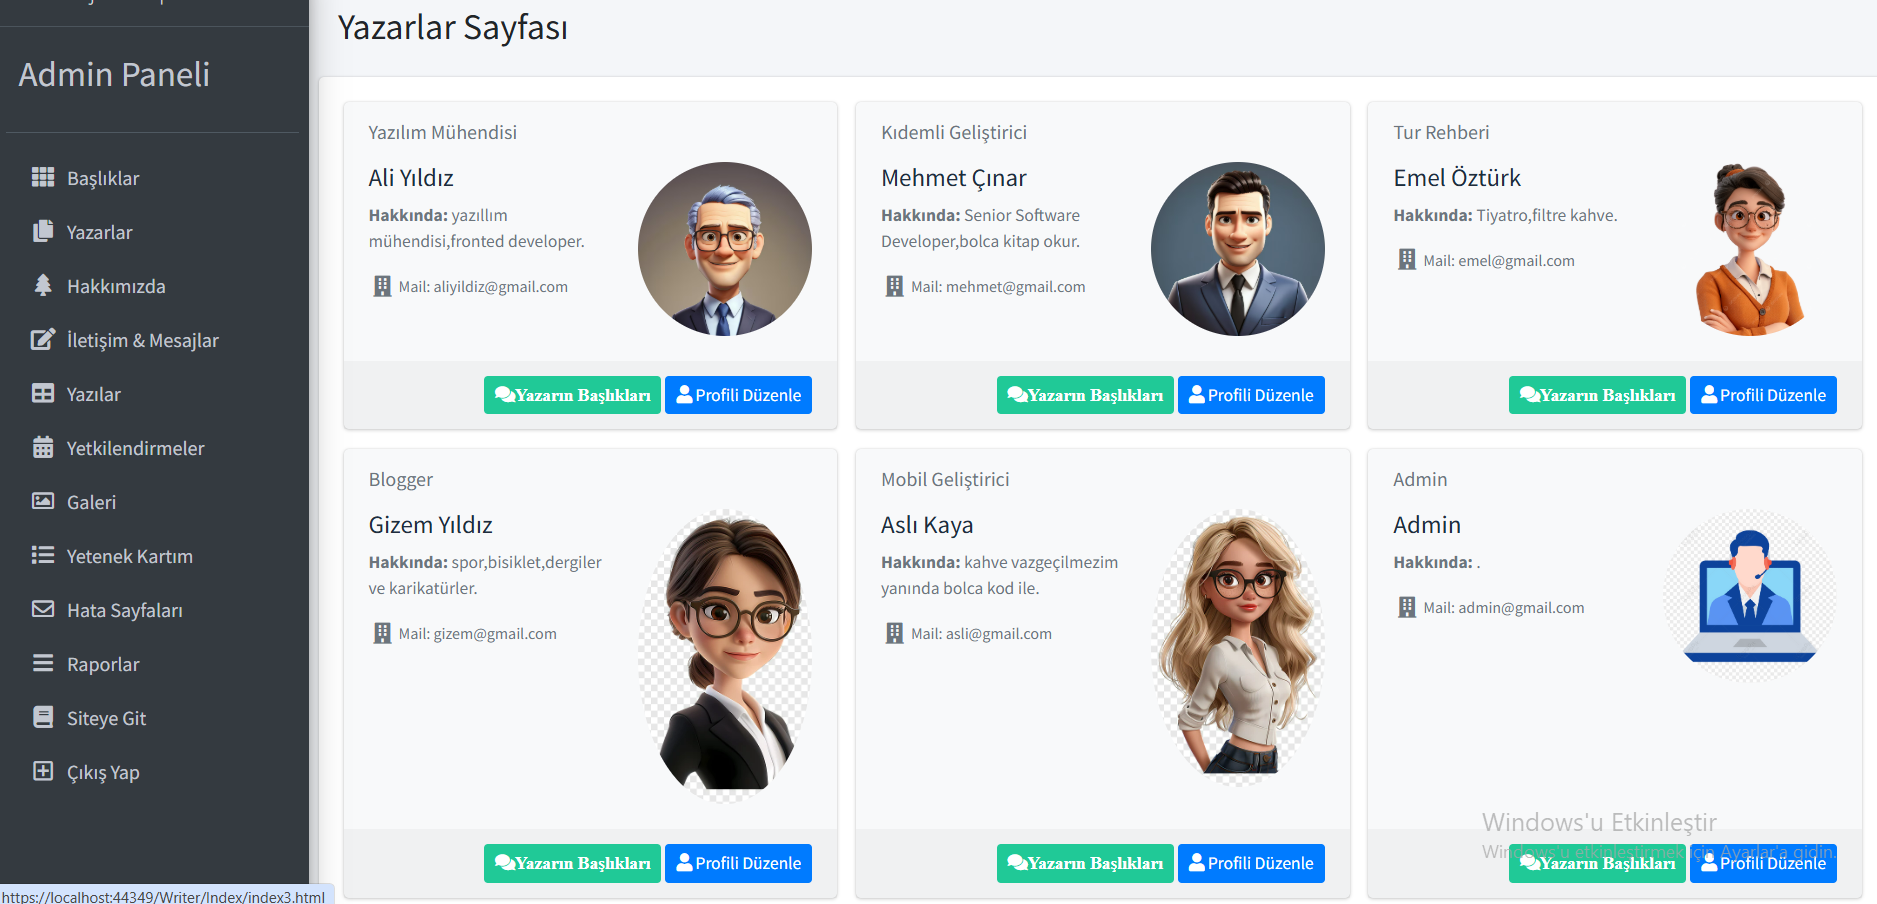 Yazarlar Sayfası
Admin Paneli
Başlıklar
Yazarlar
Hakkımızda
İletişim & Mesajlar
Yazılar
Yetkilendirmeler
Galeri
Yetenek Kartım
Hata Sayfaları
Raporlar
Siteye Git
Çıkış Yap
Yazılım Mühendisi
Ali Yıldız
Hakkında: yazıllım
mühendisi,fronted developer.
Mail: aliyildiz@gmail.com
Yazarın Başlıkları Profili Düzenle
Kıdemli Geliştirici
Mehmet Çınar
Hakkında: Senior Software
Developer,bolca kitap okur.
Mail: mehmet@gmail.com
Yazarın Başlıkları Profili Düzenle
Tur Rehberi
Emel Öztürk
Hakkında: Tiyatro,filtre kahve.
Mail: emel@gmail.com
Yazarın Başlıkları Profili Düzenle
Blogger
Gizem Yıldız
Hakkında: spor,bisiklet,dergiler
ve karikatürler.
Mail: gizem@gmail.com
Yazarın Başlıkları Profili Düzenle
Mobil Geliştirici
Aslı Kaya
Hakkında: kahve vazgeçilmezim
yanında bolca kod ile.
Mail: asli@gmail.com
Yazarın Başlıkları Profili Düzenle
Admin
Admin
Hakkında: .
Mail: admin@gmail.com
Yazarın Başlıkları Profili Düzenle
Windows'u Etkinleştir
Windows'u etkinleştirmek için Ayarlar'a gidin.
https://localhost:44349/Writer/Index/index3.html